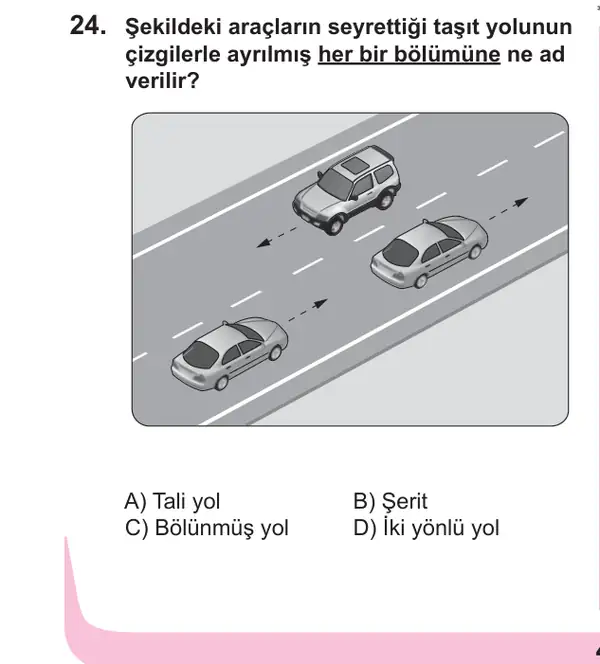 24. Şekildeki araçların seyrettiği taşıt yolunun
çizgilerle ayrılmış her bir bölümüne ne ad
verilir?
A) Tali yol
B) Şerit
C) Bölünmüş yol
D) İki yönlü yol